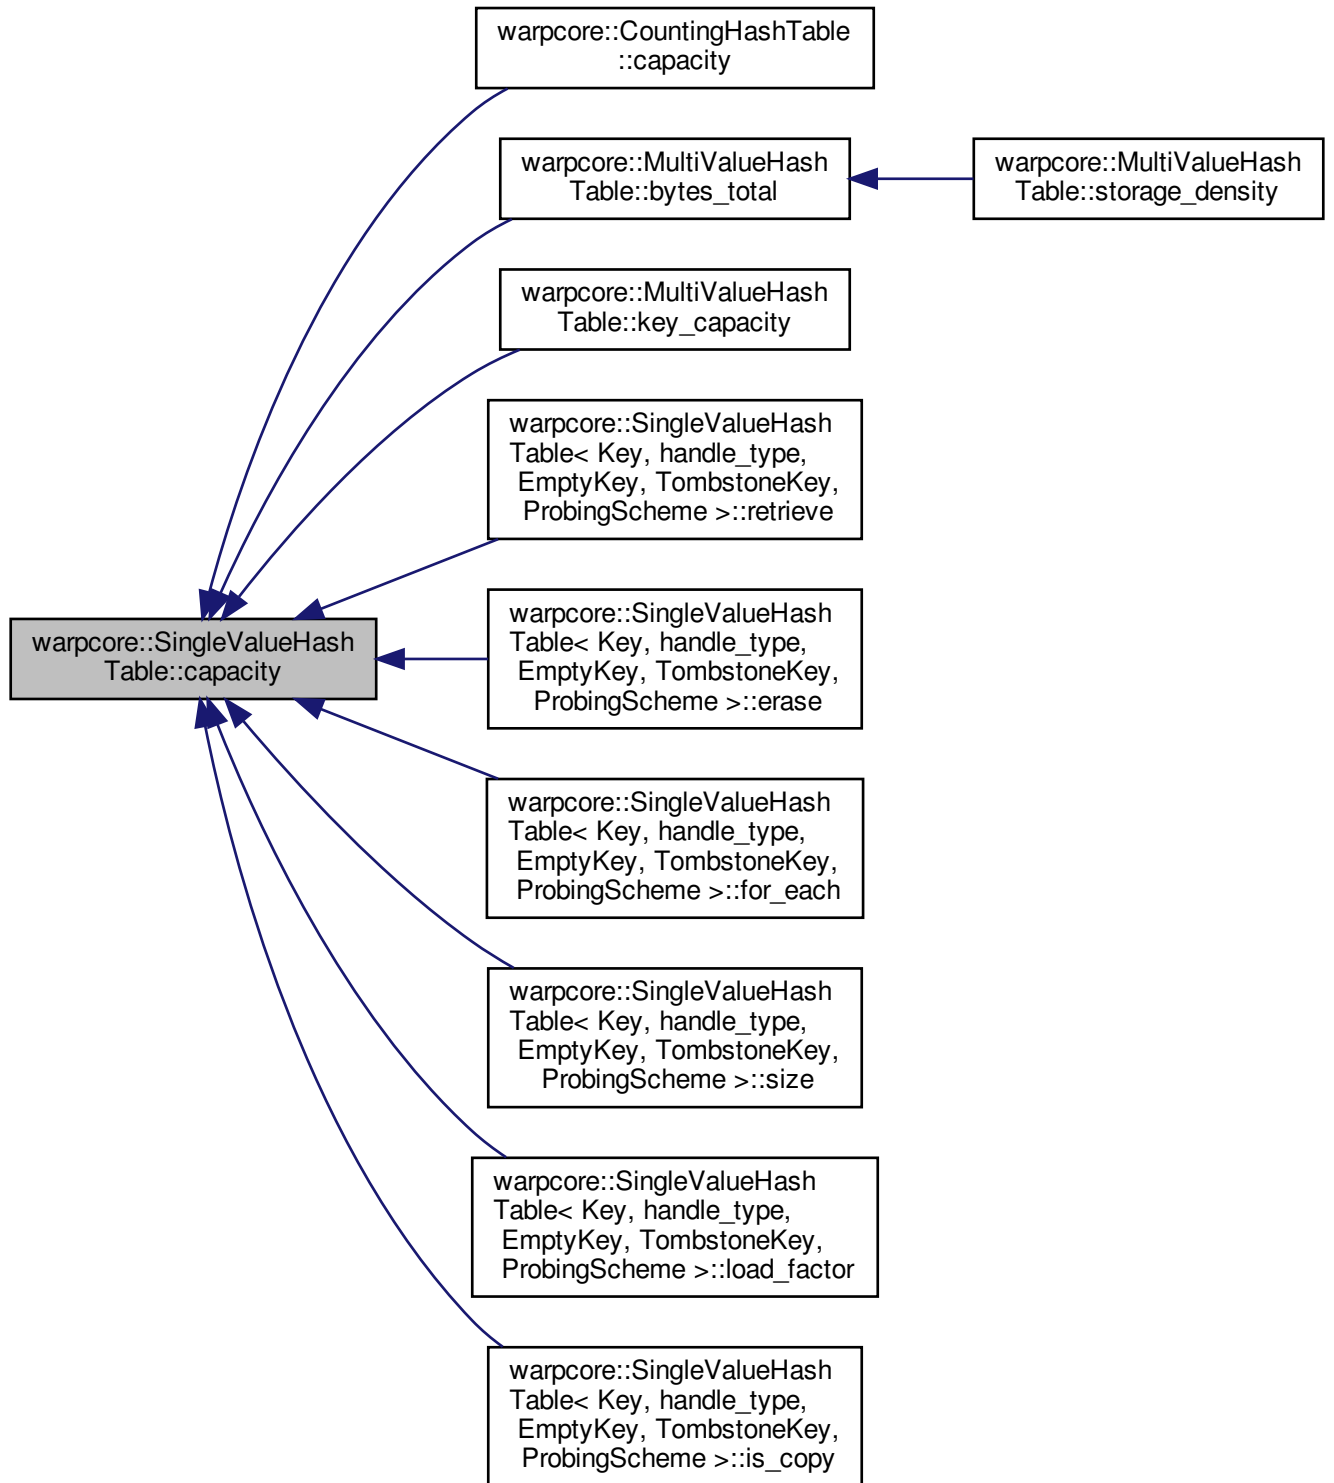 warpcore::CountingHashTable
::capacity
warpcore::MultiValueHash
Table::bytes_total
warpcore::MultiValueHash
Table::storage_density
warpcore::MultiValueHash
Table::key_capacity
warpcore::SingleValueHash
Table< Key, handle_type,
EmptyKey, TombstoneKey,
ProbingScheme >::retrieve
warpcore::SingleValueHash
Table::capacity
warpcore::SingleValueHash
Table< Key, handle_type,
EmptyKey, TombstoneKey,
ProbingScheme >::erase
warpcore::SingleValueHash
Table< Key, handle_type,
EmptyKey, TombstoneKey,
ProbingScheme >::for_each
warpcore::SingleValueHash
Table< Key, handle_type,
EmptyKey, TombstoneKey,
ProbingScheme >::size
warpcore::SingleValueHash
Table< Key, handle_type,
EmptyKey, TombstoneKey,
ProbingScheme >::load_factor
warpcore::SingleValueHash
Table< Key, handle_type,
EmptyKey, TombstoneKey,
ProbingScheme >::is_copy